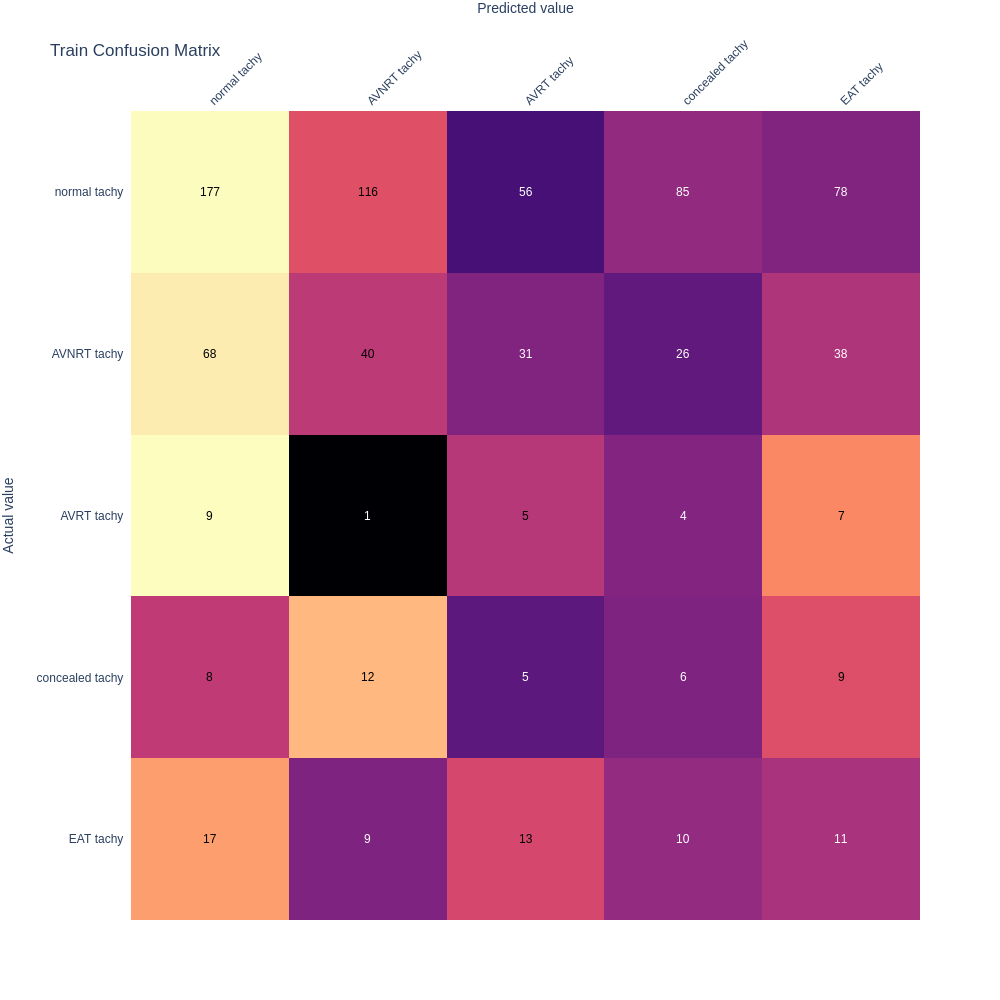 Predicted value
Train Confusion Matrix
normal tachy
AVNRT tachy
AVRT tachy
concealed tachy
EAT tachy
normal tachy 177 116 56 85 78
AVNRT tachy 68 40 31 26 38
AVRT tachy 9 1 5 4 7
concealed tachy 8 12 5 6 9
EAT tachy 17 9 13 10 11
Actual value